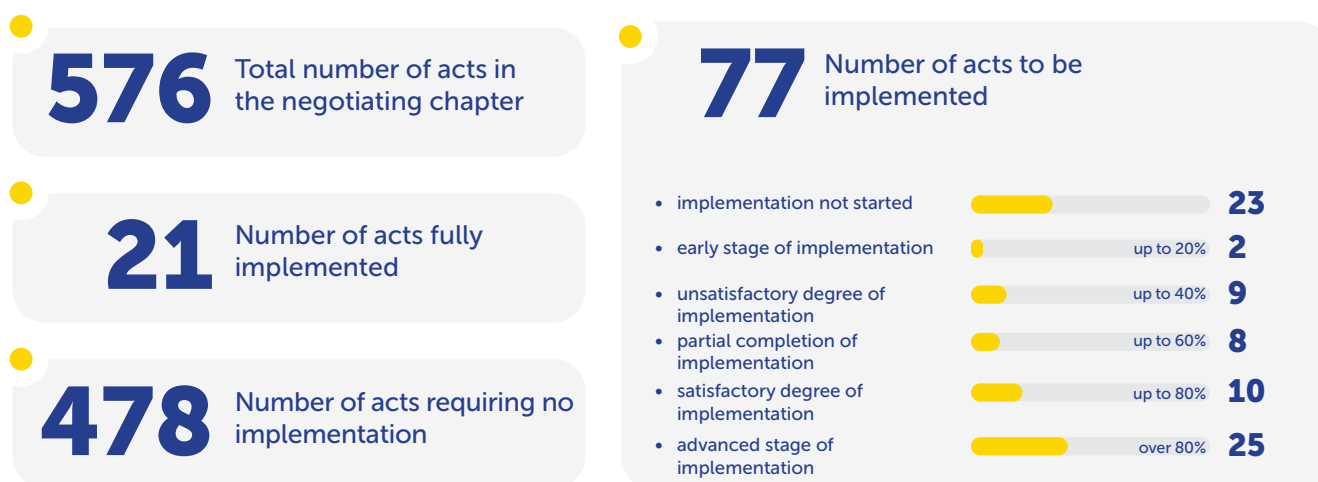 576
Total number of acts in
the negotiating chapter
21
Number of acts fully
implemented
478
Number of acts requiring no
implementation
77
Number of acts to be
implemented
• implementation not started 23
• early stage of implementation up to 20% 2
• unsatisfactory degree of
implementation up to 40% 9
• partial completion of
implementation up to 60% 8
• satisfactory degree of
implementation up to 80% 10
• advanced stage of
implementation over 80% 25